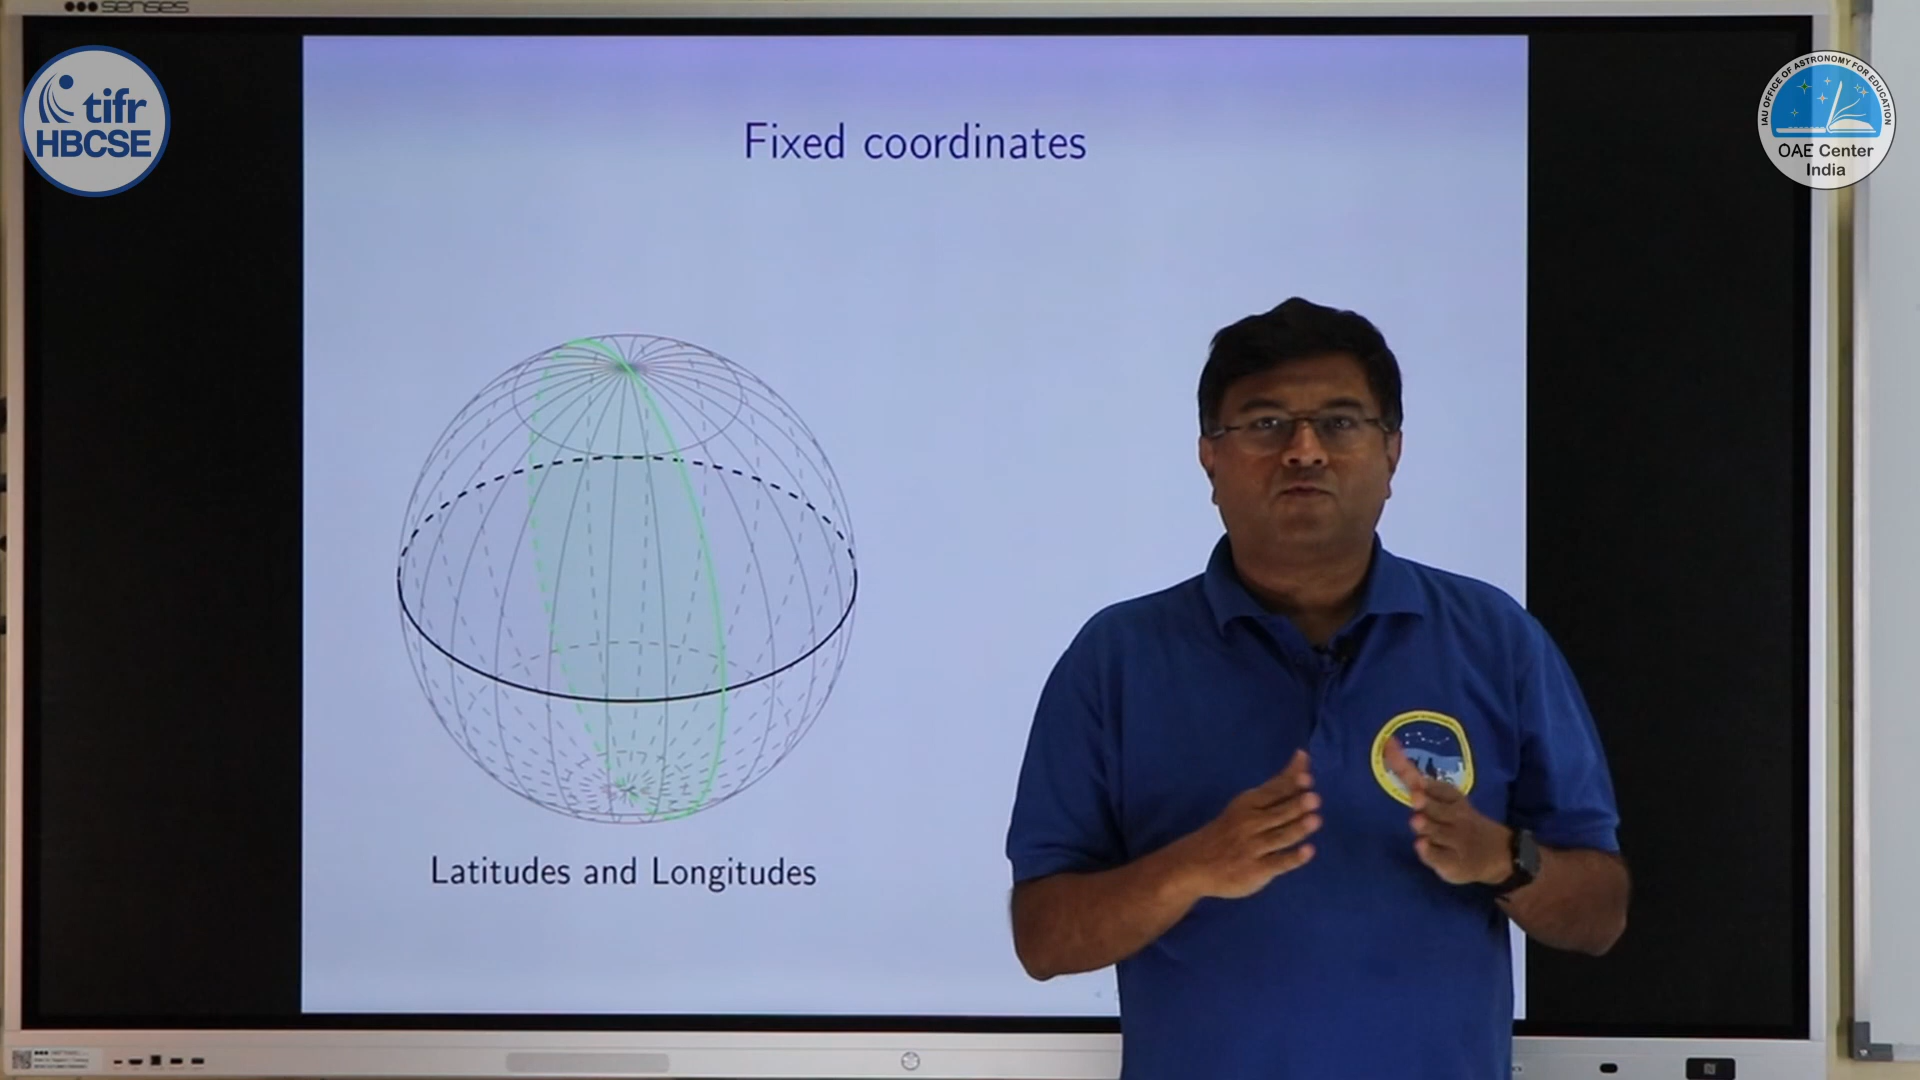 senses
tifr
HBCSE
IAU OFFICE OF ASTRONOMY FOR EDUCATION
OAE Center
India
Fixed coordinates
Latitudes and Longitudes